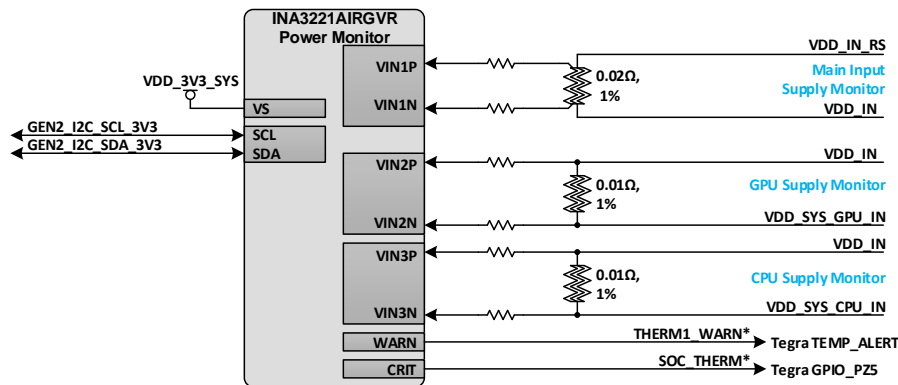 INA3221AIRGVR
Power Monitor
VDD_3V3_SYS
VS
GEN2_I2C_SCL_3V3
SCL
GEN2_I2C_SDA_3V3
SDA
VIN1P
VIN1N
0.02Ω,
1%
VDD_IN_RS
Main Input
Supply Monitor
VDD_IN
VIN2P
VIN2N
0.01Ω,
1%
VDD_IN
GPU Supply Monitor
VDD_SYS_GPU_IN
VIN3P
VIN3N
0.01Ω,
1%
VDD_IN
CPU Supply Monitor
VDD_SYS_CPU_IN
WARN
THERM1_WARN*
Tegra TEMP_ALERT
CRIT
SOC_THERM*
Tegra GPIO_PZ5